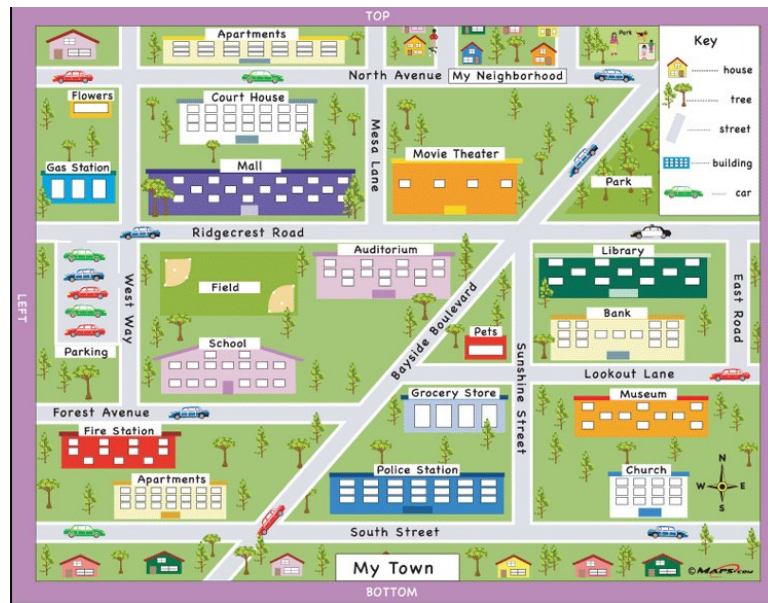 TOP
Apartments
North Avenue
My Neighborhood
Park
Key
house
tree
street
building
car
Flowers
Court House
Mesa Lane
Gas Station
Mall
Movie Theater
Park
Ridgecrest Road
LEFT
West Way
Field
Auditorium
Library
East Road
Bayside Boulevard
Bank
Parking
School
Pets
Sunshine Street
Lookout Lane
Forest Avenue
Grocery Store
Museum
Fire Station
Apartments
Police Station
Church
N
W E
S
South Street
My Town
©MAPS.com
BOTTOM